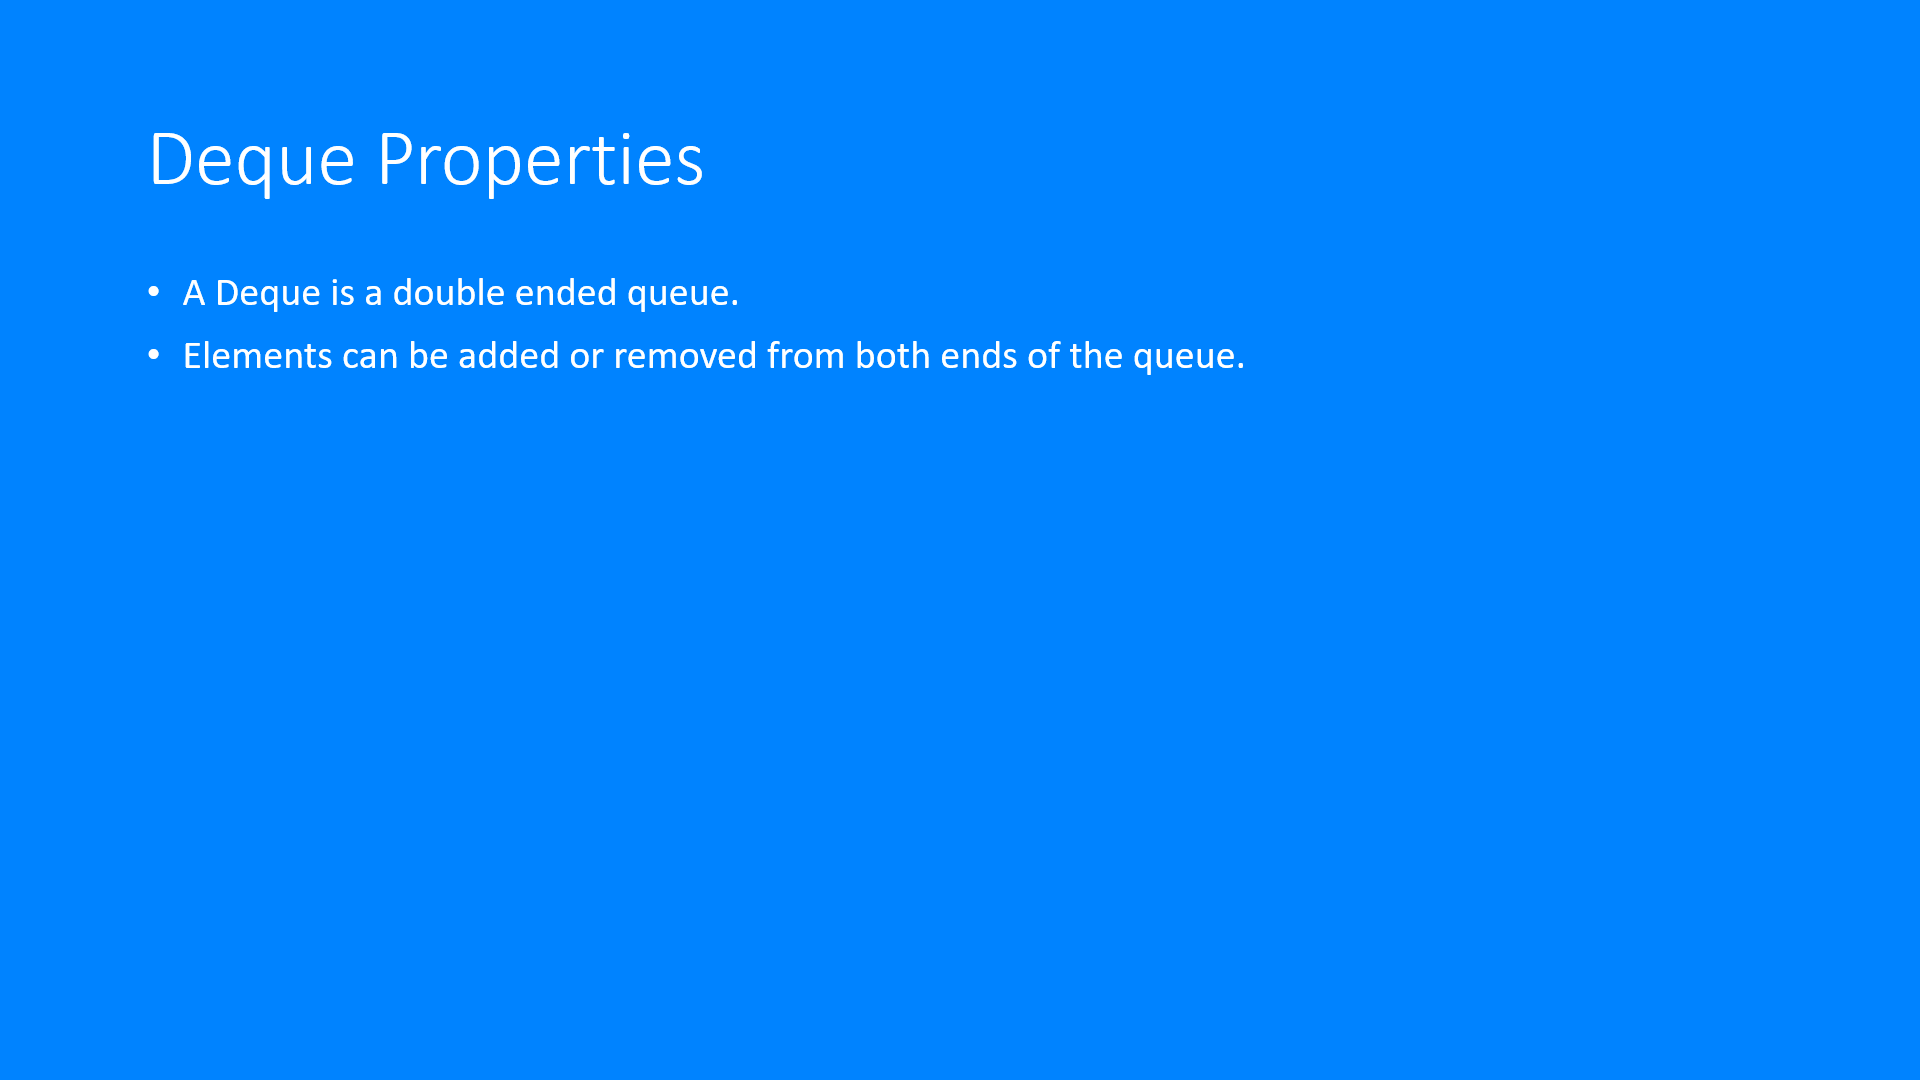 Deque Properties
• A Deque is a double ended queue.
• Elements can be added or removed from both ends of the queue.